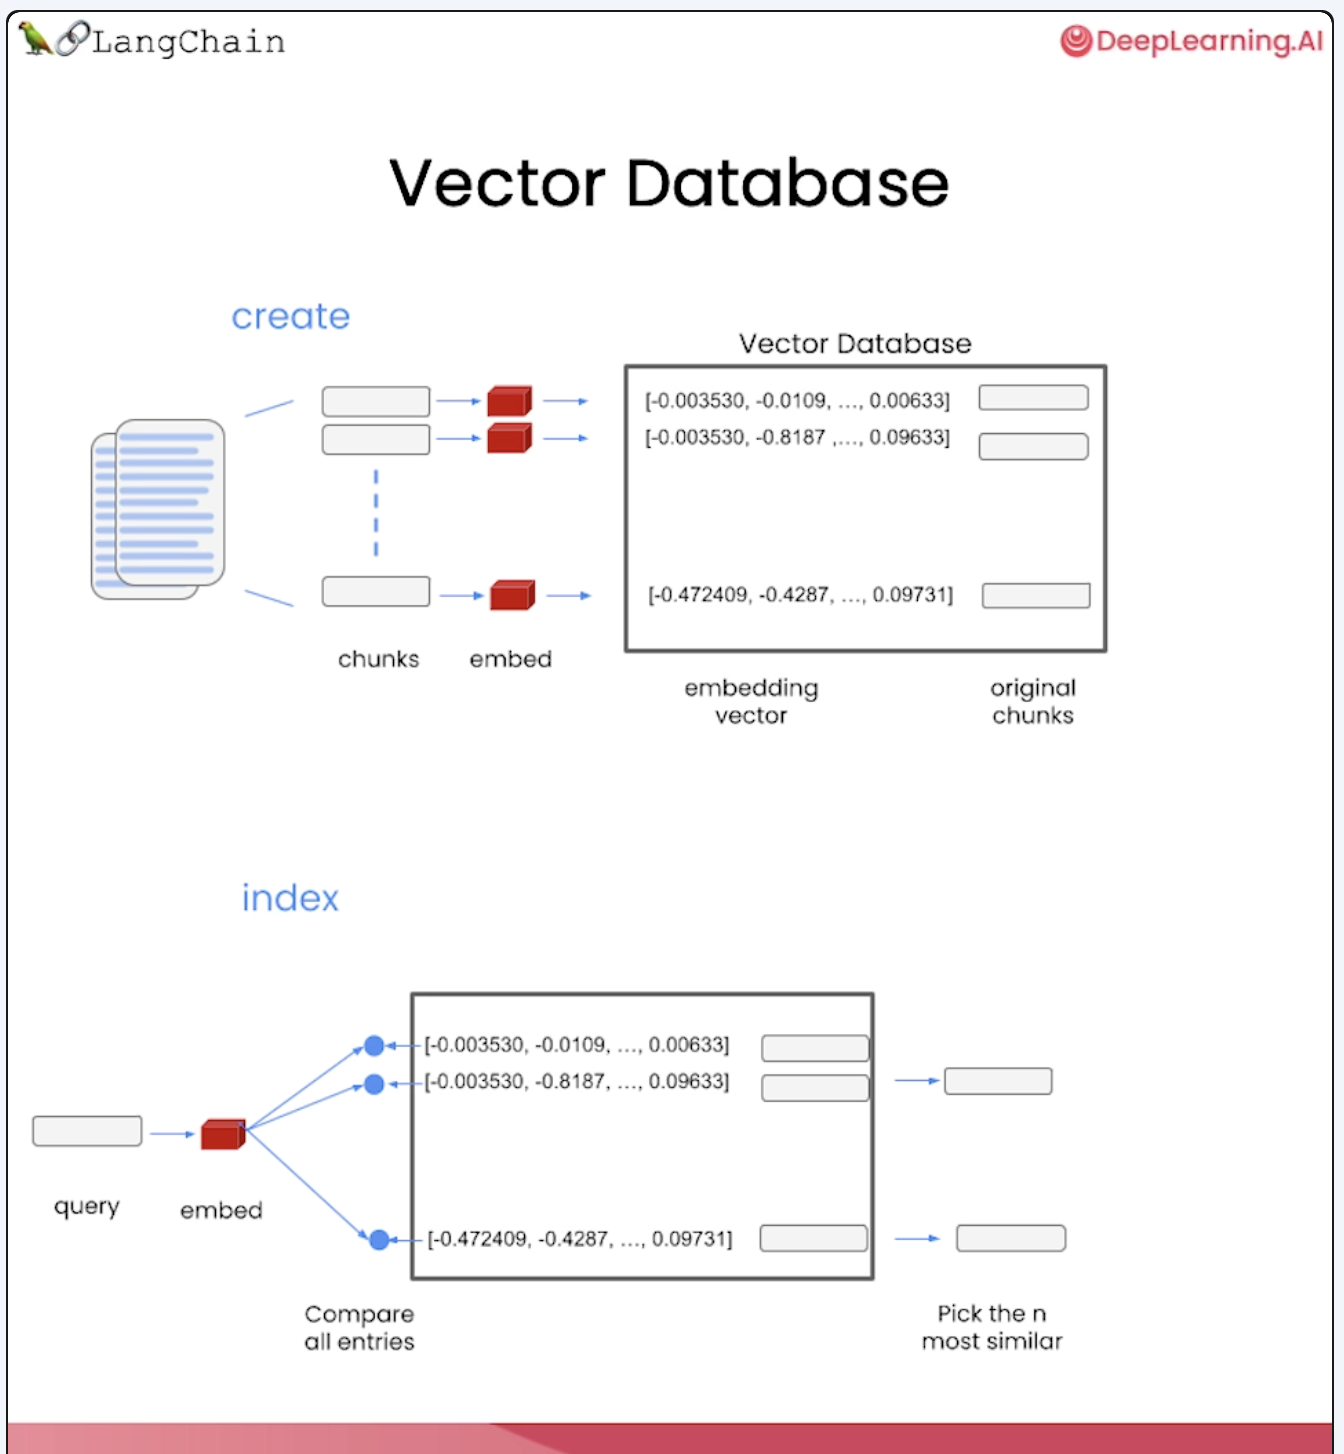 LangChain
DeepLearning.AI
Vector Database
create
Vector Database
[-0.003530, -0.0109, ..., 0.00633]
[-0.003530, -0.8187 ,..., 0.09633]
[-0.472409, -0.4287, ..., 0.09731]
chunks
embed
embedding
vector
original
chunks
index
[-0.003530, -0.0109, ..., 0.00633]
[-0.003530, -0.8187, ..., 0.09633]
[-0.472409, -0.4287, ..., 0.09731]
query
embed
Compare
all entries
Pick the n
most similar